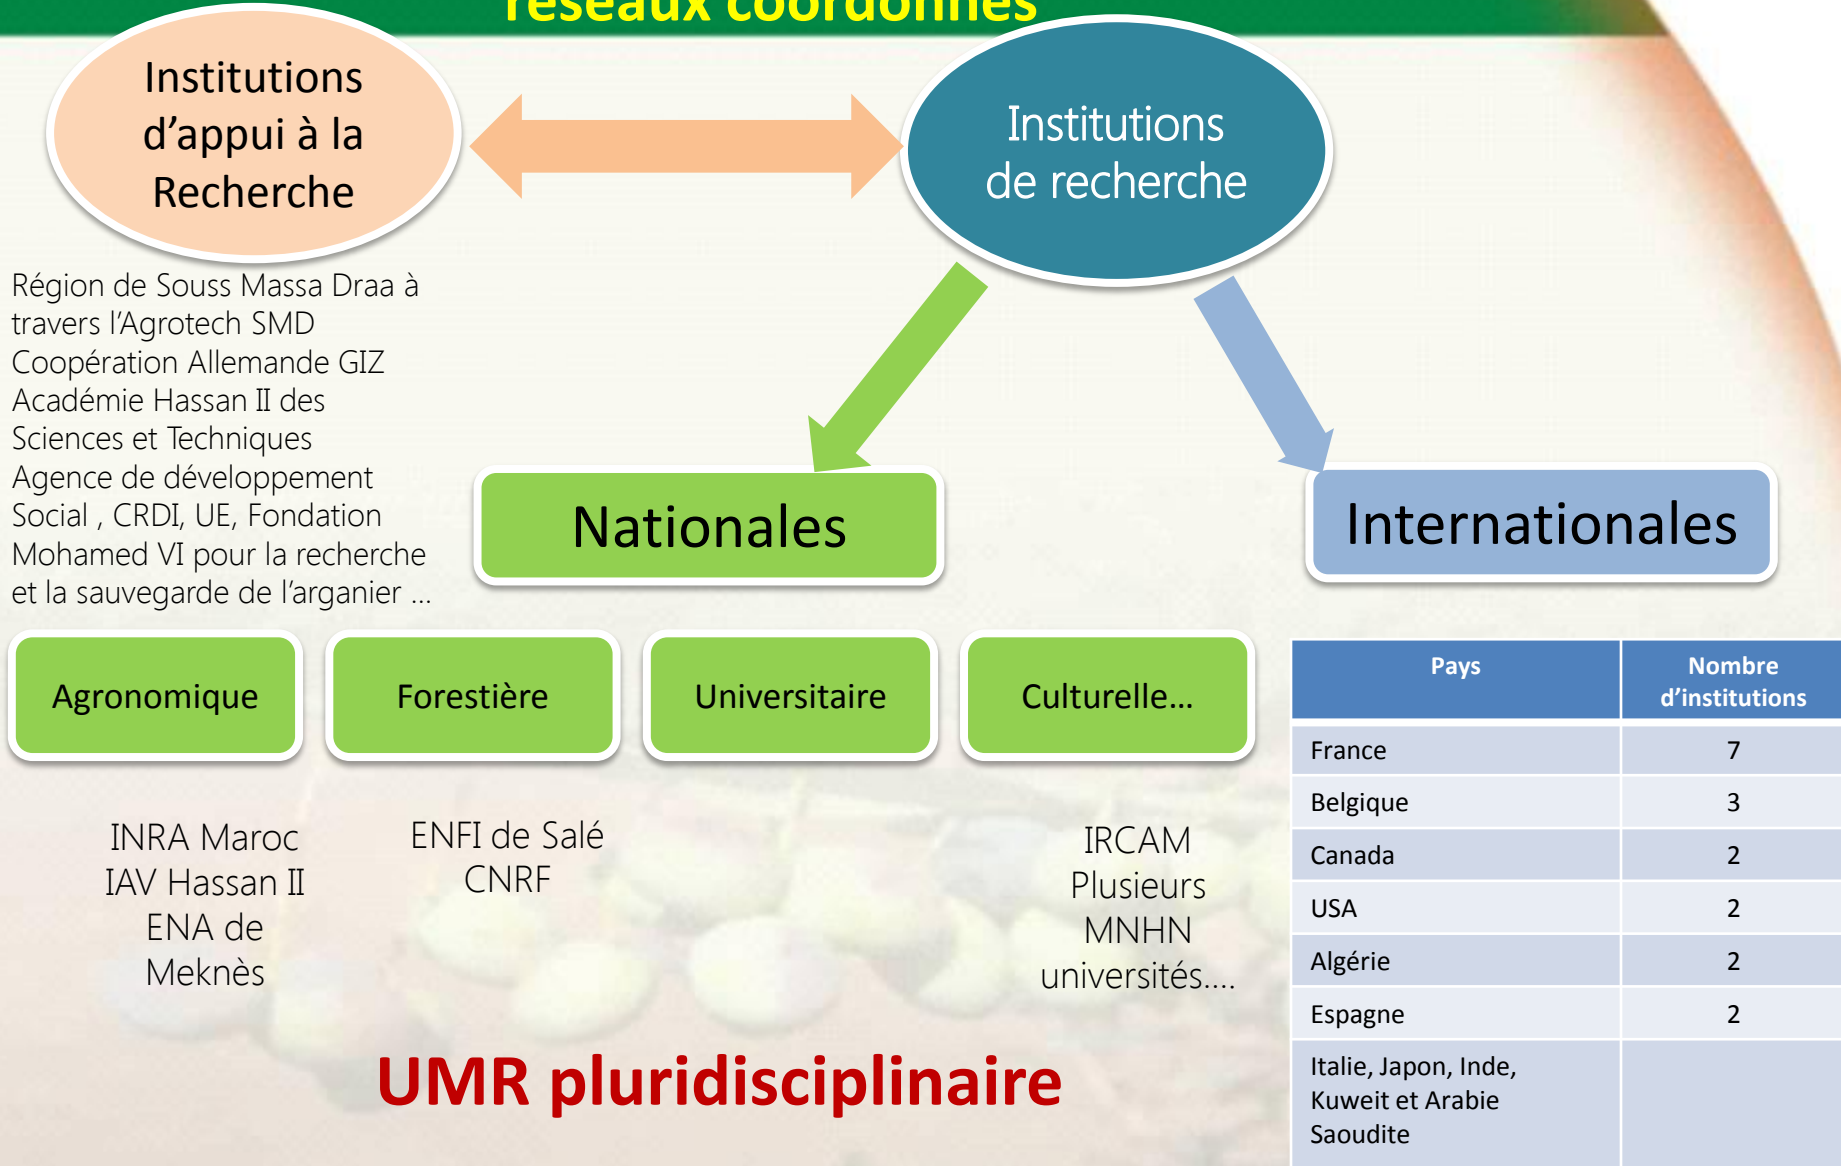 réseaux coordonnés
Institutions
d'appui à la
Recherche
Institutions
de recherche
Région de Souss Massa Draa à
travers l'Agrotech SMD
Coopération Allemande GIZ
Académie Hassan II des
Sciences et Techniques
Agence de développement
Social , CRDI, UE, Fondation
Mohamed VI pour la recherche
et la sauvegarde de l'arganier ...
Nationales
Internationales
Agronomique
Forestière
Universitaire
Culturelle...
INRA Maroc
IAV Hassan II
ENA de
Meknès
ENFI de Salé
CNRF
IRCAM
Plusieurs
MNHN
universités....
UMR pluridisciplinaire
Pays Nombre
d'institutions
France 7
Belgique 3
Canada 2
USA 2
Algérie 2
Espagne 2
Italie, Japon, Inde,
Kuweit et Arabie
Saoudite